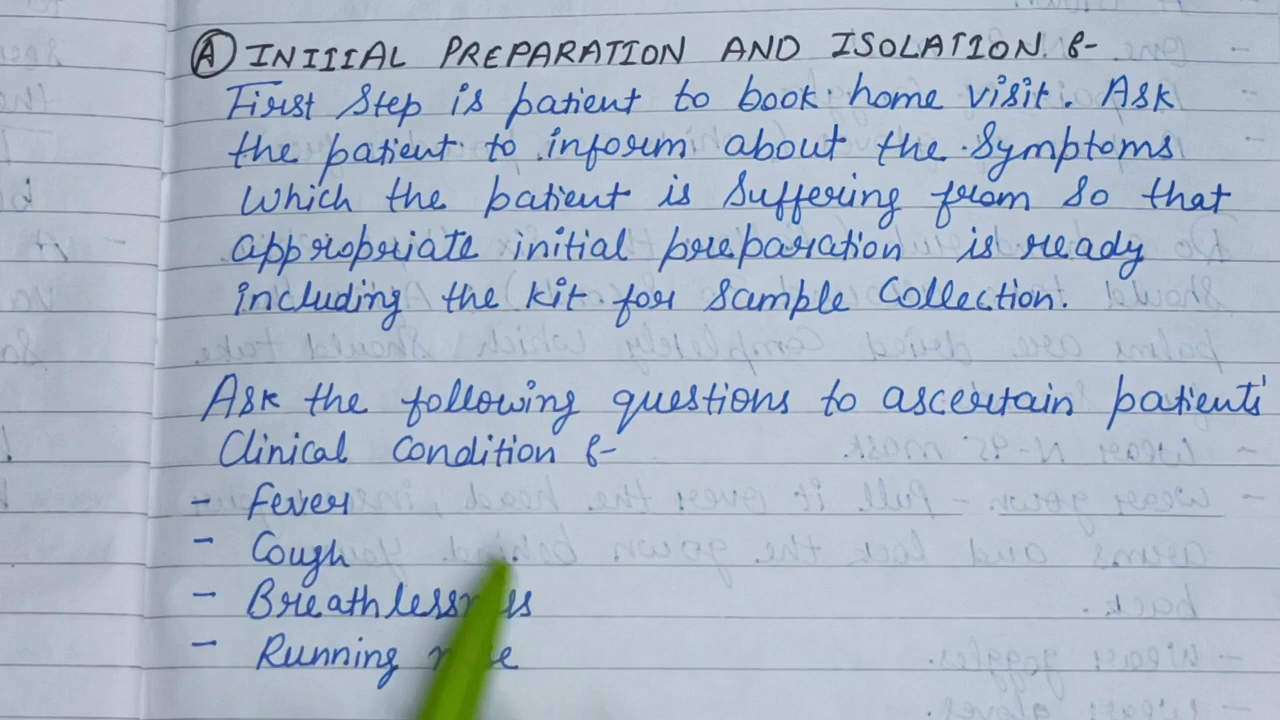 Ⓐ INITIAL PREPARATION AND ISOLATION :-
First Step is patient to book home visit. Ask
the patient to inform about the Symptoms
which the patient is Suffering from So that
appropriate initial preparation is ready
including the kit for Sample Collection.
Ask the following questions to ascertain patients'
Clinical Condition :-
- Fever
- Cough
- Breathlessness
- Running